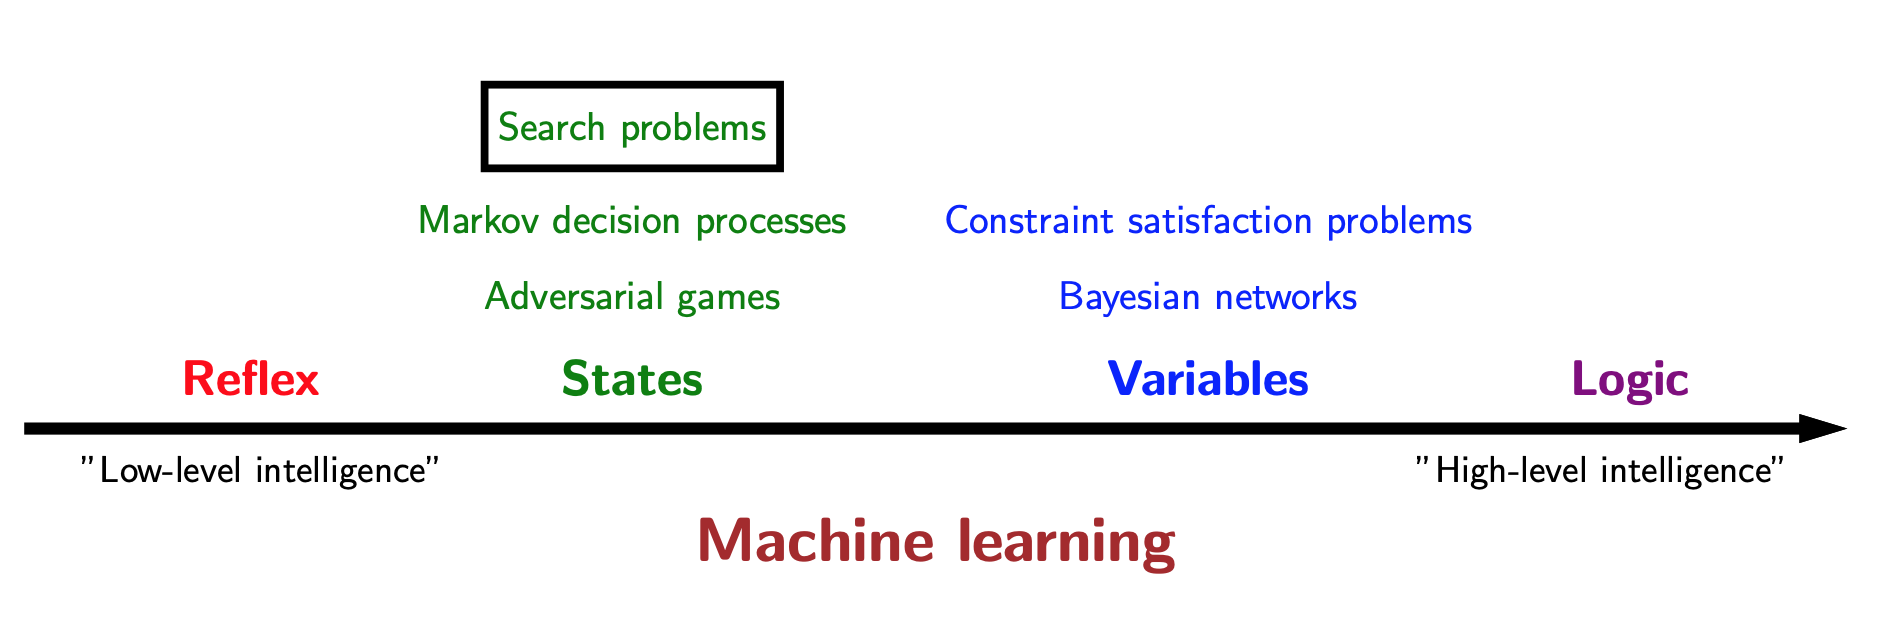 Search problems
Markov decision processes
Constraint satisfaction problems
Adversarial games
Bayesian networks
Reflex
States
Variables
Logic
"Low-level intelligence"
"High-level intelligence"
Machine learning